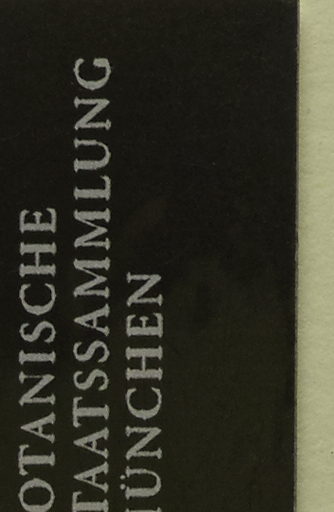 OTANISCHE
TAATSSAMMLUNG
ÜNCHEN